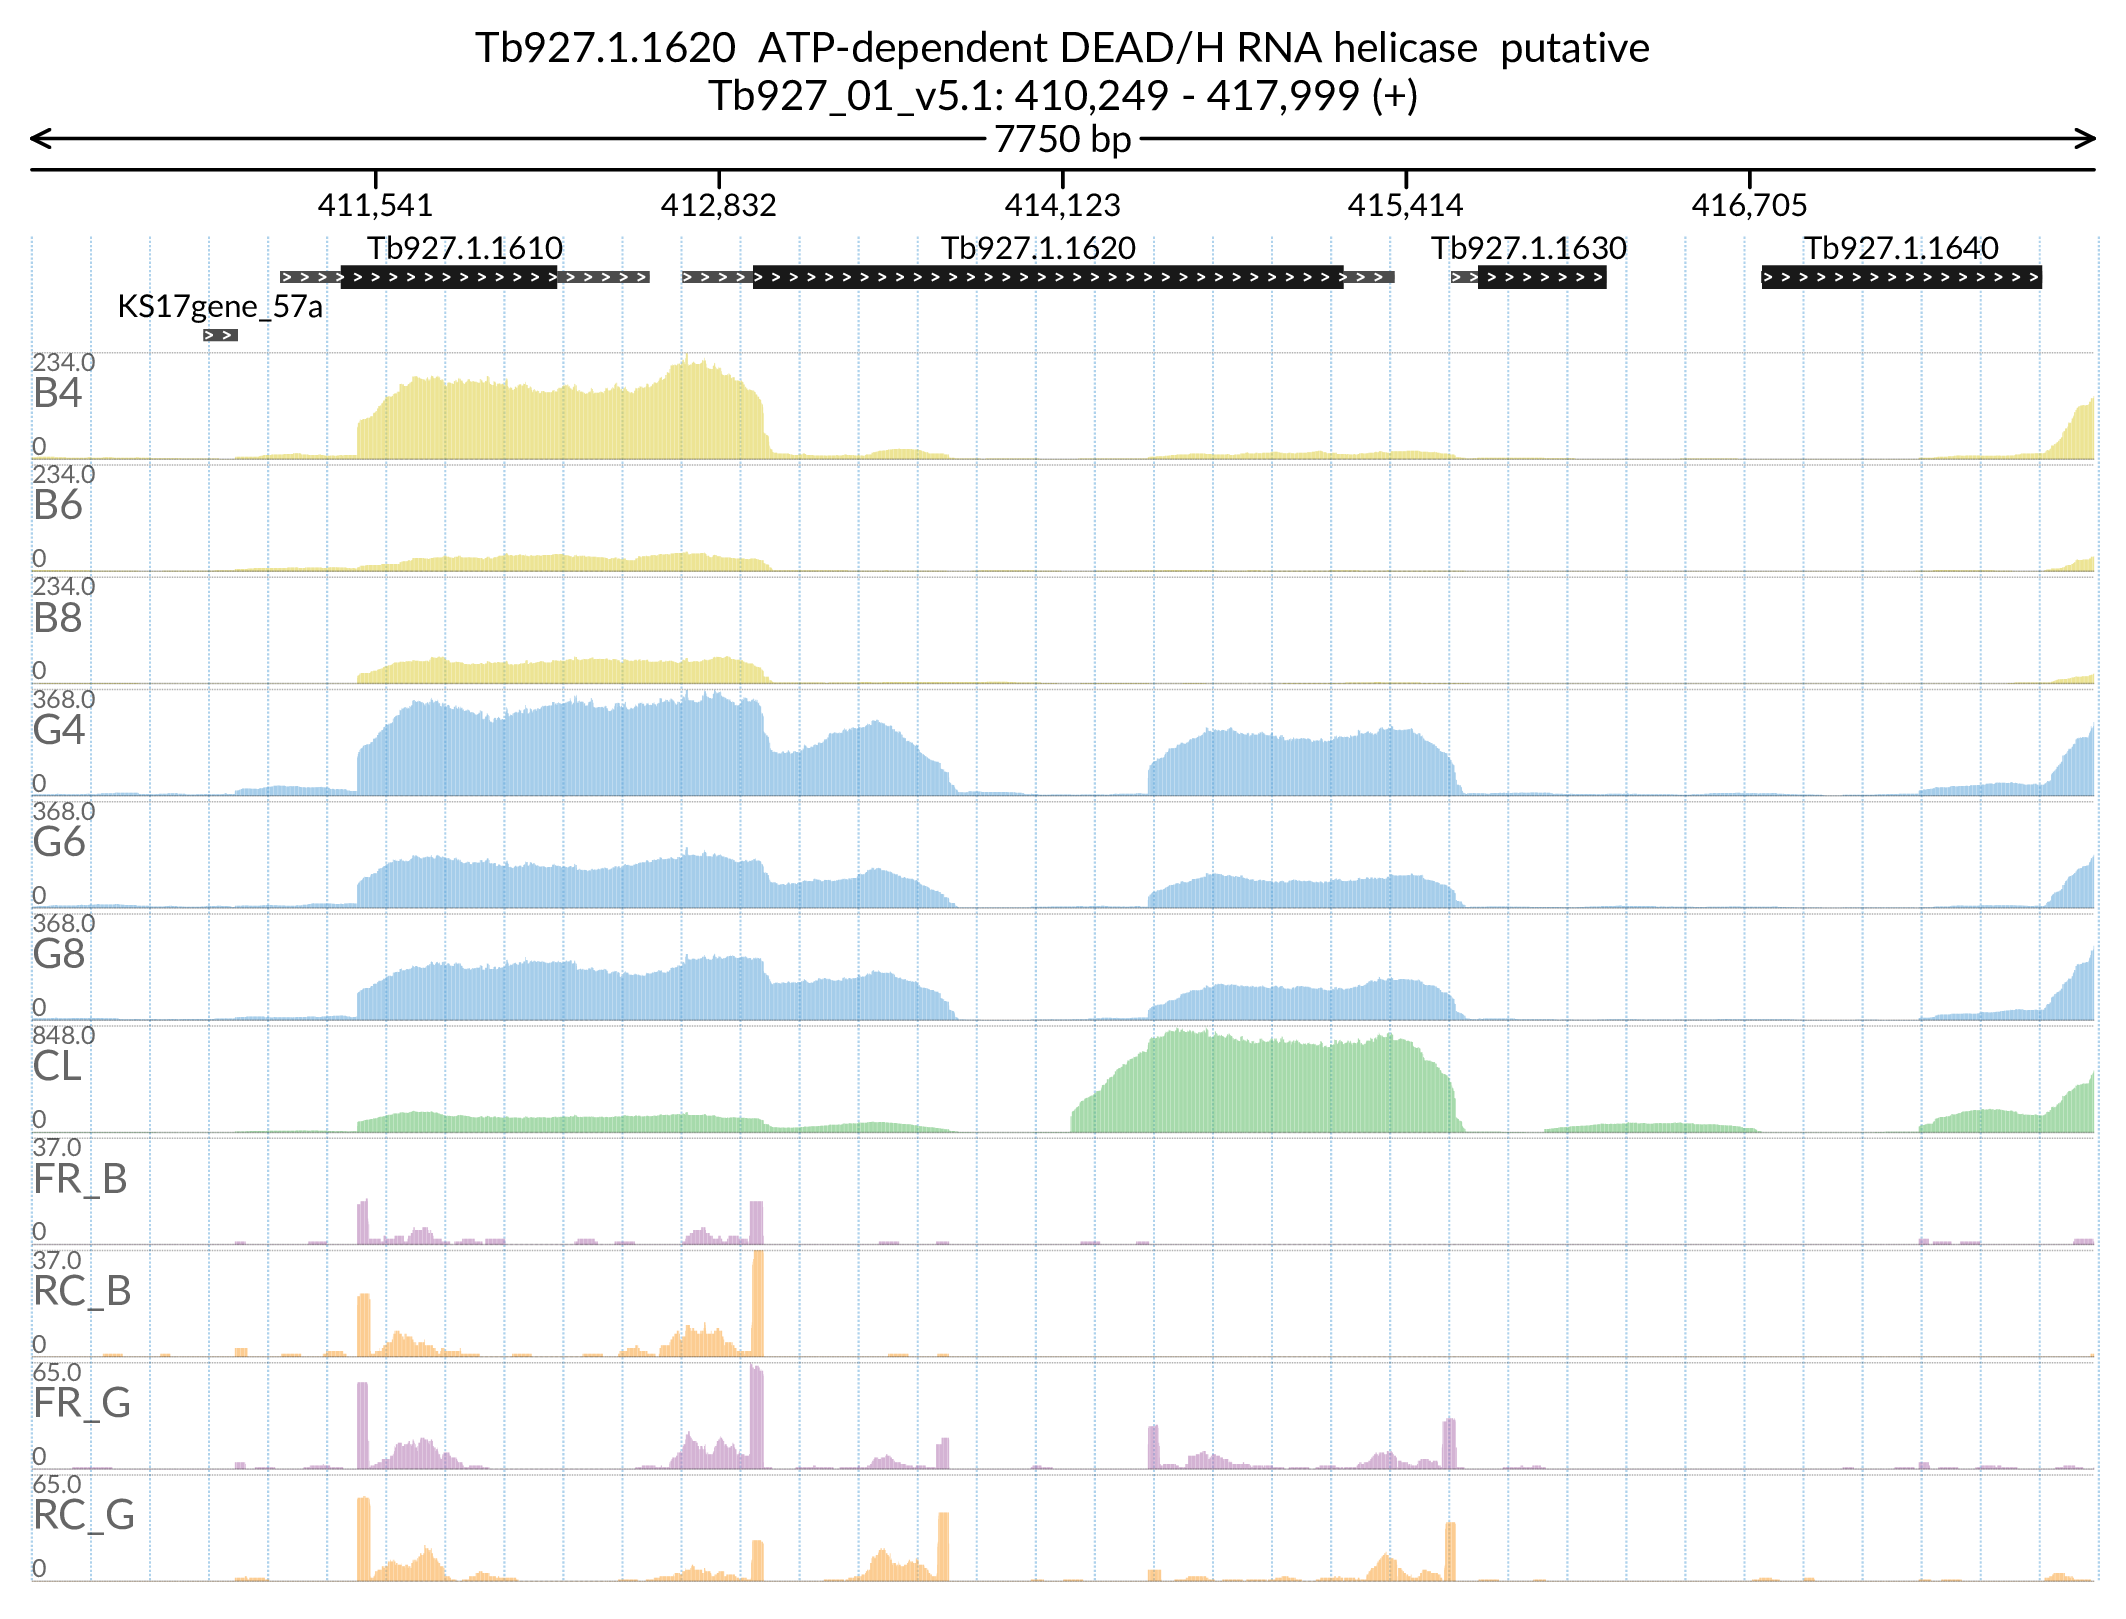 Tb927.1.1620  ATP-dependent DEAD/H RNA helicase  putative
Tb927_01_v5.1: 410,249 - 417,999 (+)
7750 bp
411,541 412,832 414,123 415,414 416,705
Tb927.1.1610 Tb927.1.1620 Tb927.1.1630 Tb927.1.1640
KS17gene_57a
234.0
B4
0
234.0
B6
0
234.0
B8
0
368.0
G4
0
368.0
G6
0
368.0
G8
0
848.0
CL
0
37.0
FR_B
0
37.0
RC_B
0
65.0
FR_G
0
65.0
RC_G
0